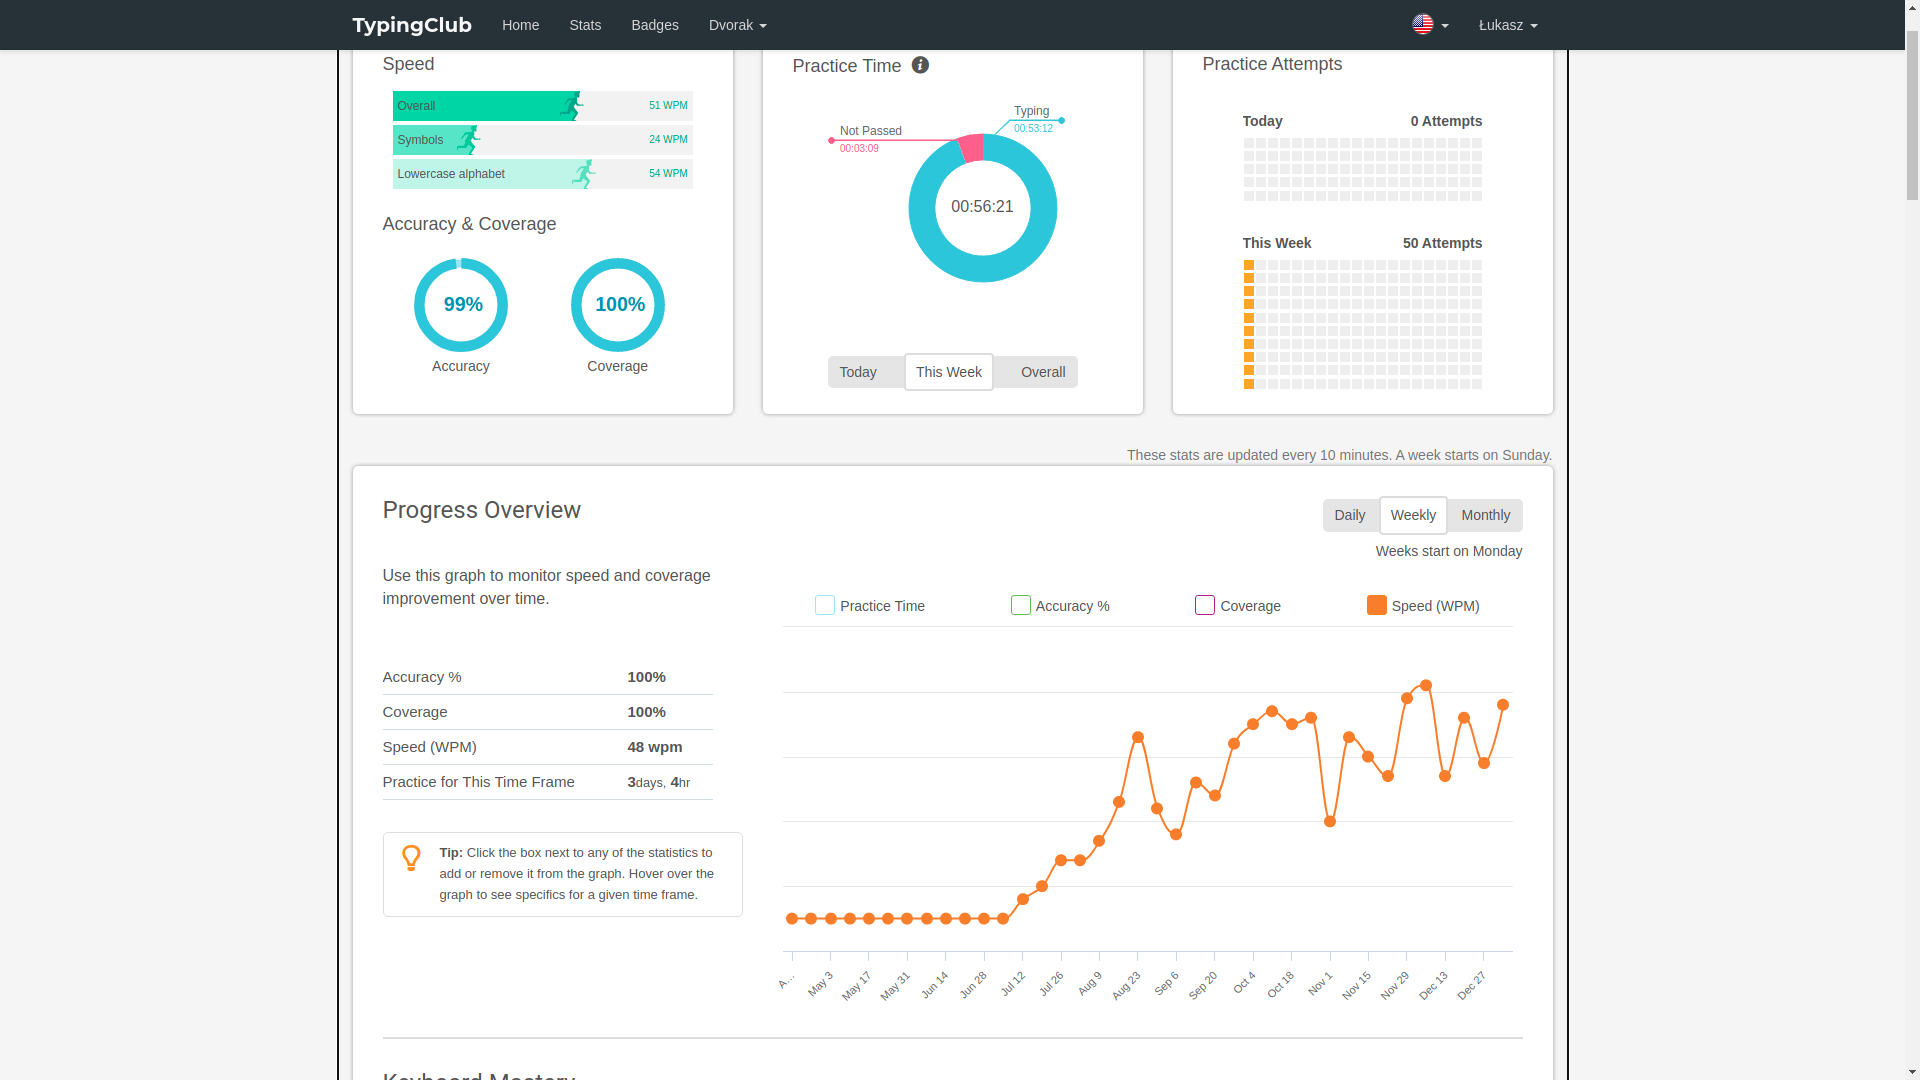 TypingClub Home Stats Badges Dvorak Łukasz
Speed
Overall 51 WPM
Symbols 24 WPM
Lowercase alphabet 54 WPM
Accuracy & Coverage
99% 100%
Accuracy Coverage
Practice Time
Typing
00:53:12
Not Passed
00:03:09
00:56:21
Today This Week Overall
Practice Attempts
Today 0 Attempts
This Week 50 Attempts
These stats are updated every 10 minutes. A week starts on Sunday.
Progress Overview
Daily Weekly Monthly
Weeks start on Monday
Use this graph to monitor speed and coverage
improvement over time.
Accuracy % 100%
Coverage 100%
Speed (WPM) 48 wpm
Practice for This Time Frame 3days, 4hr
Tip: Click the box next to any of the statistics to
add or remove it from the graph. Hover over the
graph to see specifics for a given time frame.
Practice Time Accuracy % Coverage Speed (WPM)
A… May 3 May 17 May 31 Jun 14 Jun 28 Jul 12 Jul 26 Aug 9 Aug 23 Sep 6 Sep 20 Oct 4 Oct 18 Nov 1 Nov 15 Nov 29 Dec 13 Dec 27
Keyboard Mastery